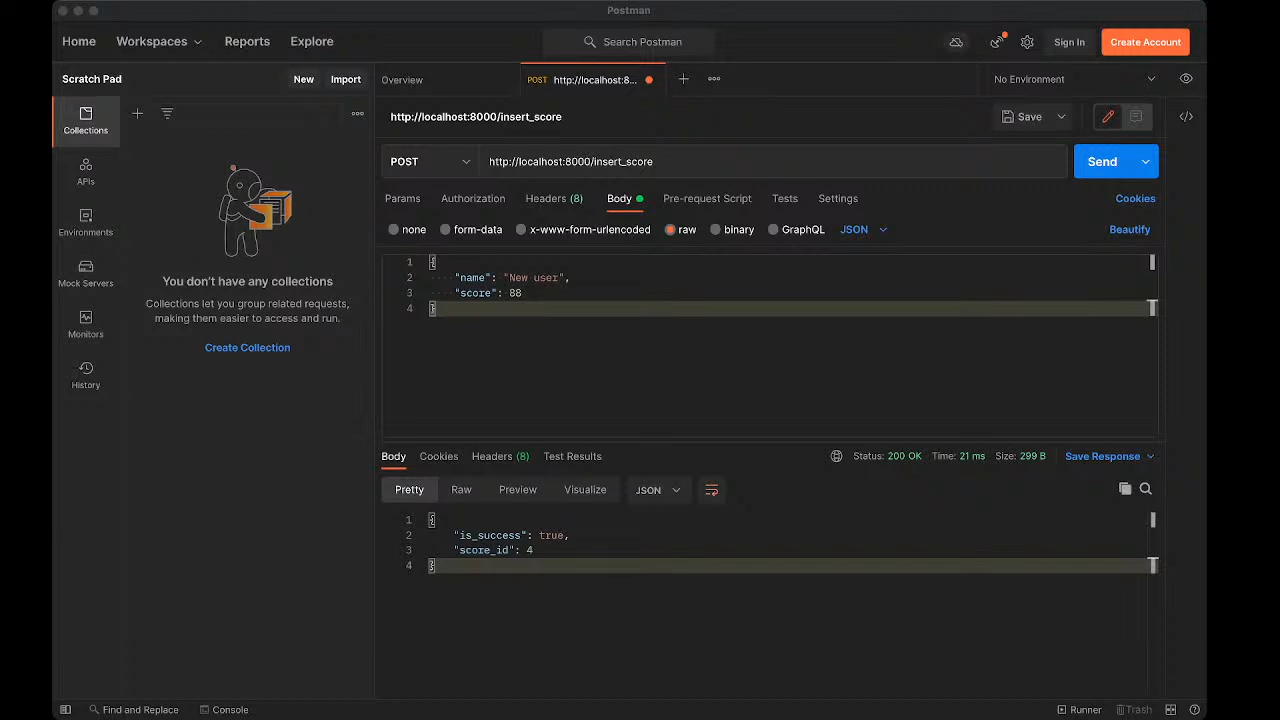 Postman
Home Workspaces Reports Explore Search Postman Sign In Create Account
Scratch Pad New Import Overview POST http://localhost:8... No Environment
http://localhost:8000/insert_score Save
Collections
POST http://localhost:8000/insert_score Send
APIs
Params Authorization Headers (8) Body Pre-request Script Tests Settings Cookies
Environments
none form-data x-www-form-urlencoded raw binary GraphQL JSON Beautify
Mock Servers
1 {
2 "name": "New user",
3 "score": 88
4 }
You don't have any collections
Collections let you group related requests,
making them easier to access and run.
Create Collection
Monitors
History
Body Cookies Headers (8) Test Results Status: 200 OK Time: 21 ms Size: 299 B Save Response
Pretty Raw Preview Visualize JSON
1 {
2 "is_success": true,
3 "score_id": 4
4 }
Find and Replace Console Runner Trash